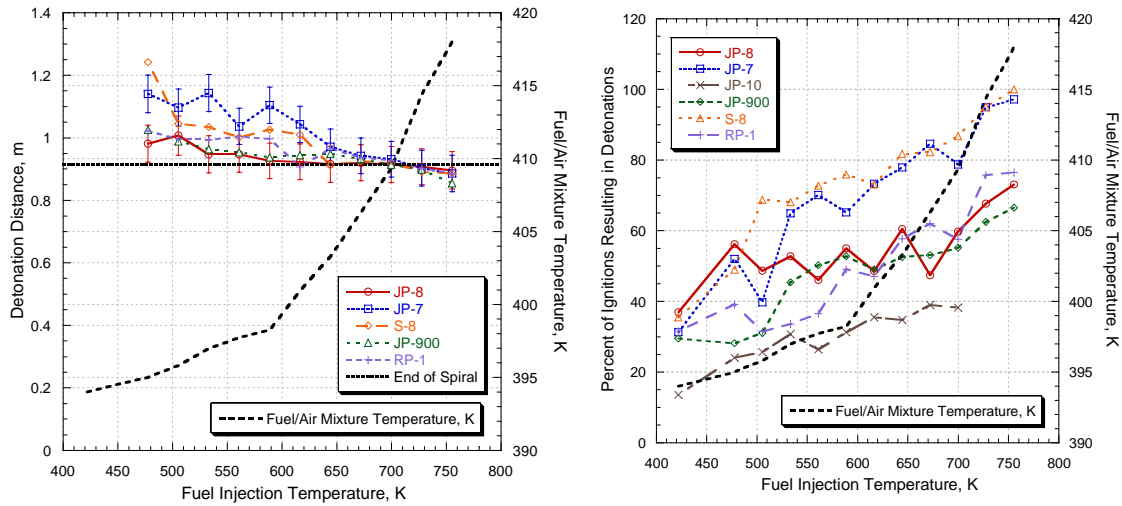 1.4
1.2
1
0.8
0.6
0.4
0.2
0
Detonation Distance, m
400
450
500
550
600
650
700
750
800
Fuel Injection Temperature, K
420
415
410
405
400
395
390
Fuel/Air Mixture Temperature, K
JP-8
JP-7
S-8
JP-900
RP-1
End of Spiral
Fuel/Air Mixture Temperature, K
120
100
80
60
40
20
0
Percent of Ignitions Resulting in Detonations
400
450
500
550
600
650
700
750
800
Fuel Injection Temperature, K
420
415
410
405
400
395
390
Fuel/Air Mixture Temperature, K
JP-8
JP-7
JP-10
JP-900
S-8
RP-1
Fuel/Air Mixture Temperature, K